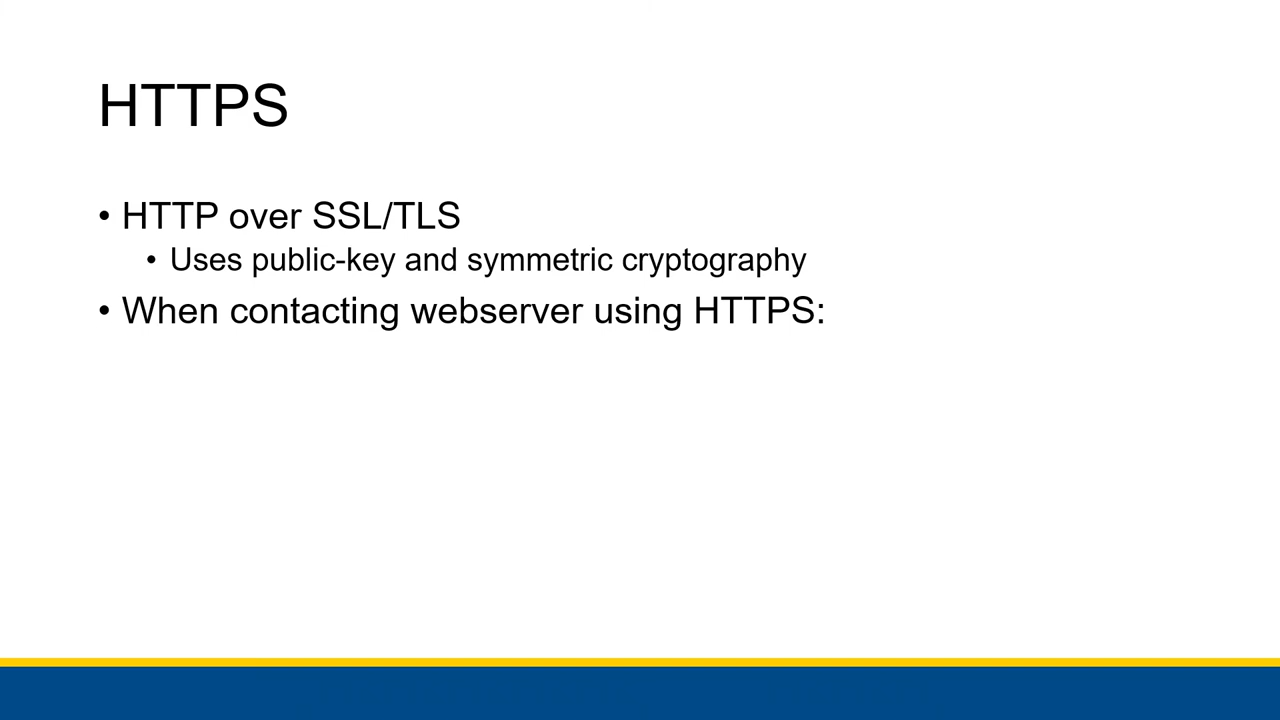 HTTPS
• HTTP over SSL/TLS
• Uses public-key and symmetric cryptography
• When contacting webserver using HTTPS: